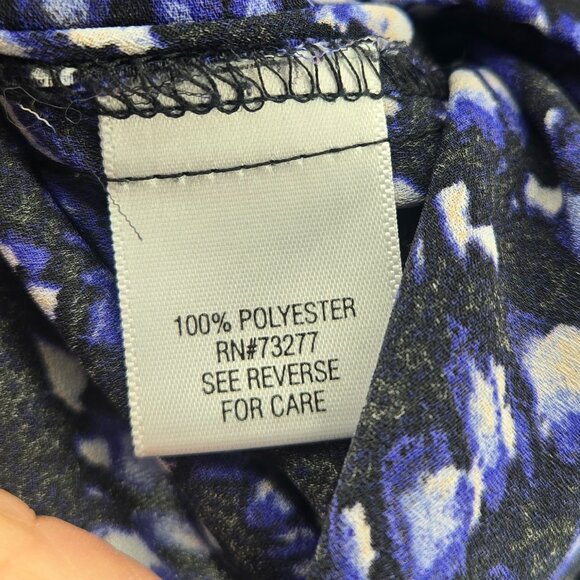 100% POLYESTER
RN#73277
SEE REVERSE
FOR CARE